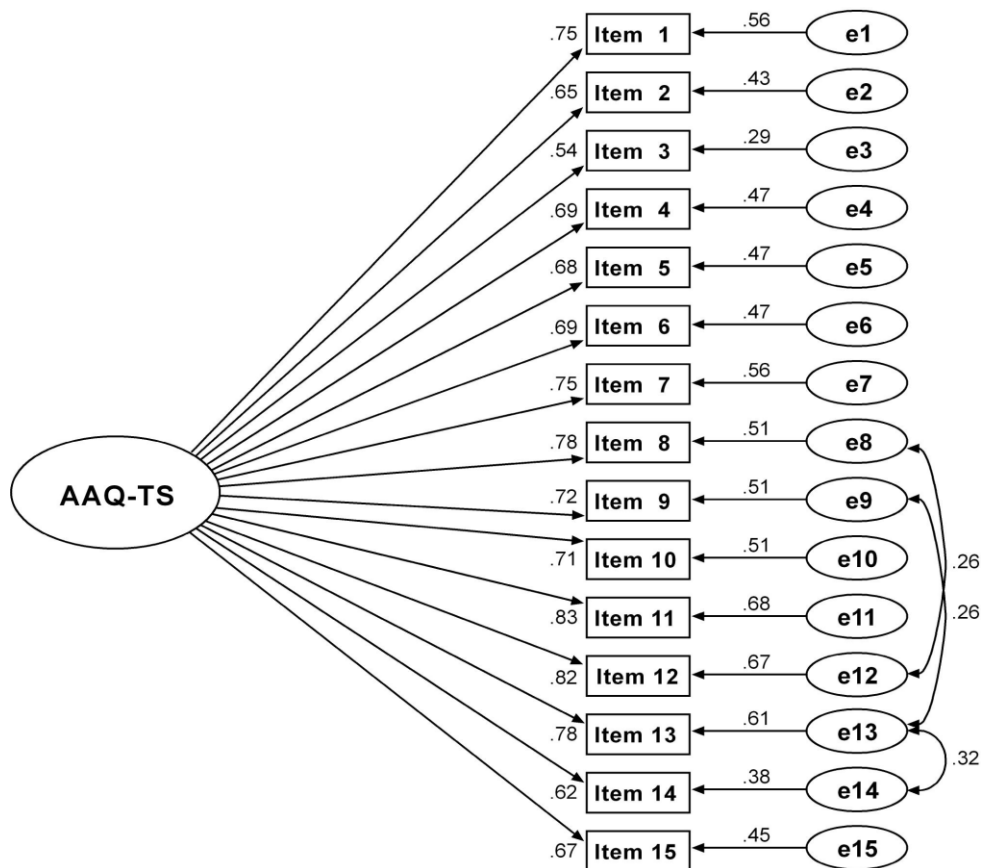 .75 Item 1 .56 e1
.65 Item 2 .43 e2
.54 Item 3 .29 e3
.69 Item 4 .47 e4
.68 Item 5 .47 e5
.69 Item 6 .47 e6
.75 Item 7 .56 e7
.78 Item 8 .51 e8
AAQ-TS
.72 Item 9 .51 e9
.71 Item 10 .51 e10
.26
.83 Item 11 .68 e11
.26
.82 Item 12 .67 e12
.78 Item 13 .61 e13
.32
.62 Item 14 .38 e14
.67 Item 15 .45 e15